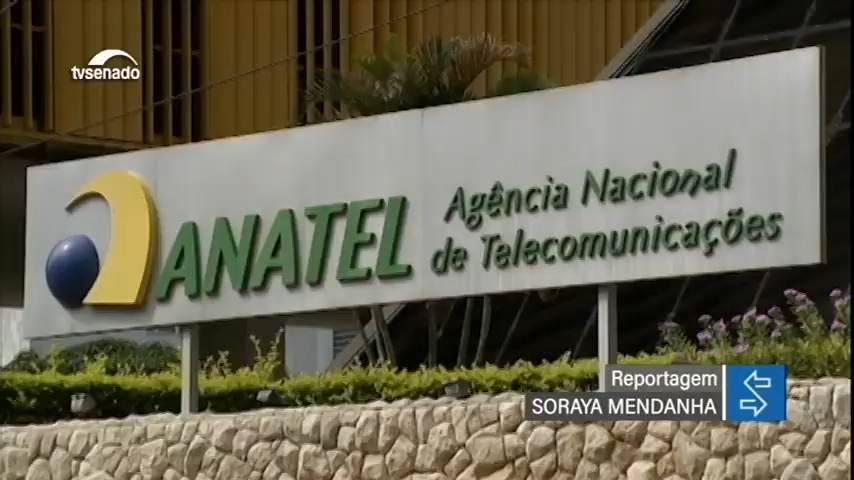 tvsenado
ANATEL
Agência Nacional
de Telecomunicações
Reportagem
SORAYA MENDANHA